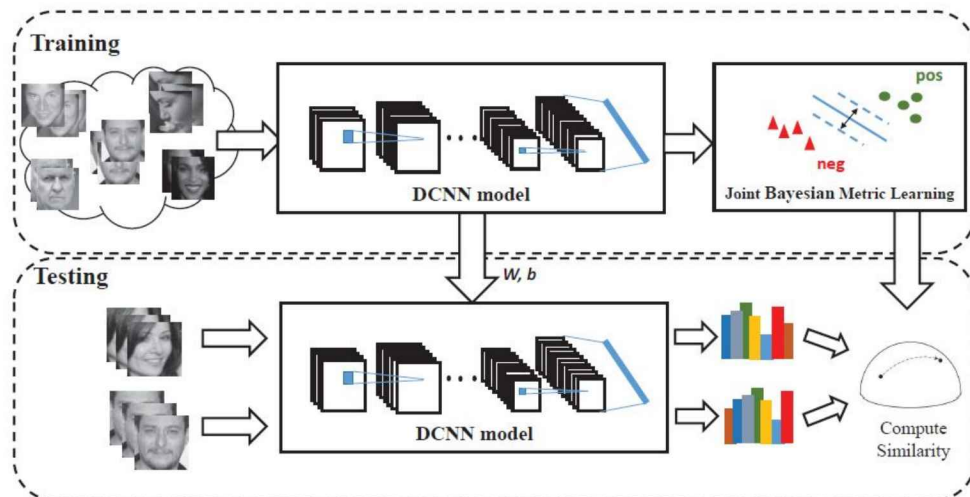 Training
pos
neg
DCNN model
Joint Bayesian Metric Learning
W, b
Testing
DCNN model
Compute
Similarity